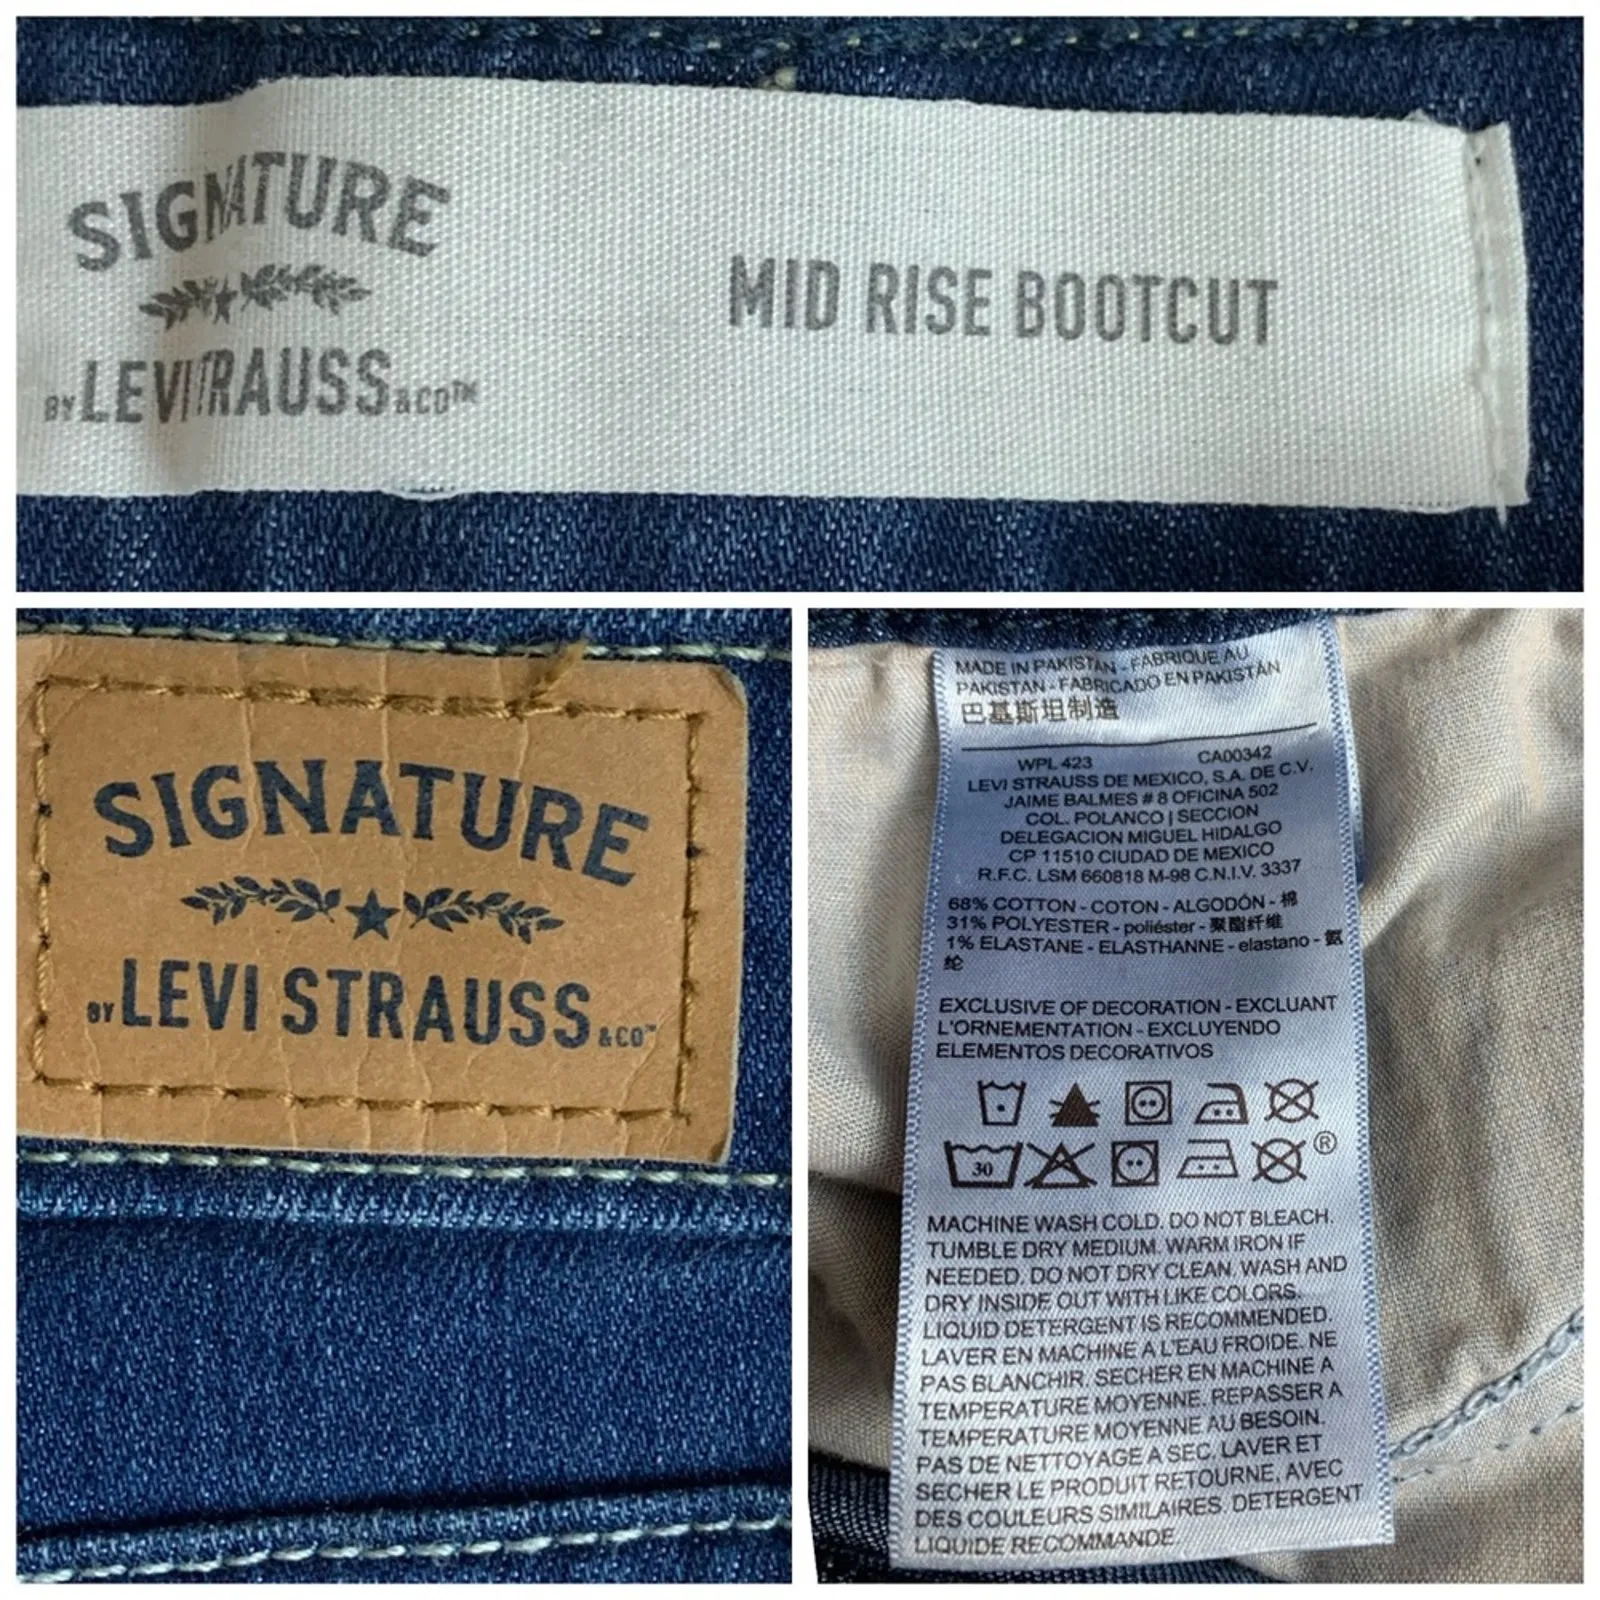 SIGNATURE
BY LEVI STRAUSS & CO™
MID RISE BOOTCUT
SIGNATURE
BY LEVI STRAUSS & CO™
MADE IN PAKISTAN - FABRIQUE AU
PAKISTAN - FABRICADO EN PAKISTÁN
巴基斯坦制造
WPL 423 CA00342
LEVI STRAUSS DE MEXICO, S.A. DE C.V.
JAIME BALMES # 8 OFICINA 502
COL. POLANCO | SECCION
DELEGACION MIGUEL HIDALGO
CP 11510 CIUDAD DE MEXICO
R.F.C. LSM 660818 M-98 C.N.I.V. 3337
68% COTTON - COTON - ALGODÓN - 棉
31% POLYESTER - poliéster - 聚酯纤维
1% ELASTANE - ELASTHANNE - elastano - 氨
纶
EXCLUSIVE OF DECORATION - EXCLUANT
L'ORNEMENTATION - EXCLUYENDO
ELEMENTOS DECORATIVOS
30 ®
MACHINE WASH COLD. DO NOT BLEACH.
TUMBLE DRY MEDIUM. WARM IRON IF
NEEDED. DO NOT DRY CLEAN. WASH AND
DRY INSIDE OUT WITH LIKE COLORS.
LIQUID DETERGENT IS RECOMMENDED.
LAVER EN MACHINE A L'EAU FROIDE. NE
PAS BLANCHIR. SECHER EN MACHINE A
TEMPERATURE MOYENNE. REPASSER A
TEMPERATURE MOYENNE AU BESOIN.
PAS DE NETTOYAGE A SEC. LAVER ET
SECHER LE PRODUIT RETOURNE, AVEC
DES COULEURS SIMILAIRES. DETERGENT
LIQUIDE RECOMMANDE.